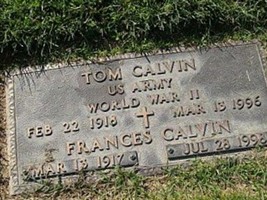 TOM CALVIN
US ARMY
WORLD WAR II
FEB 22 1918 MAR 13 1996
FRANCES CALVIN
MAR 13 1917 JUL 28 1998